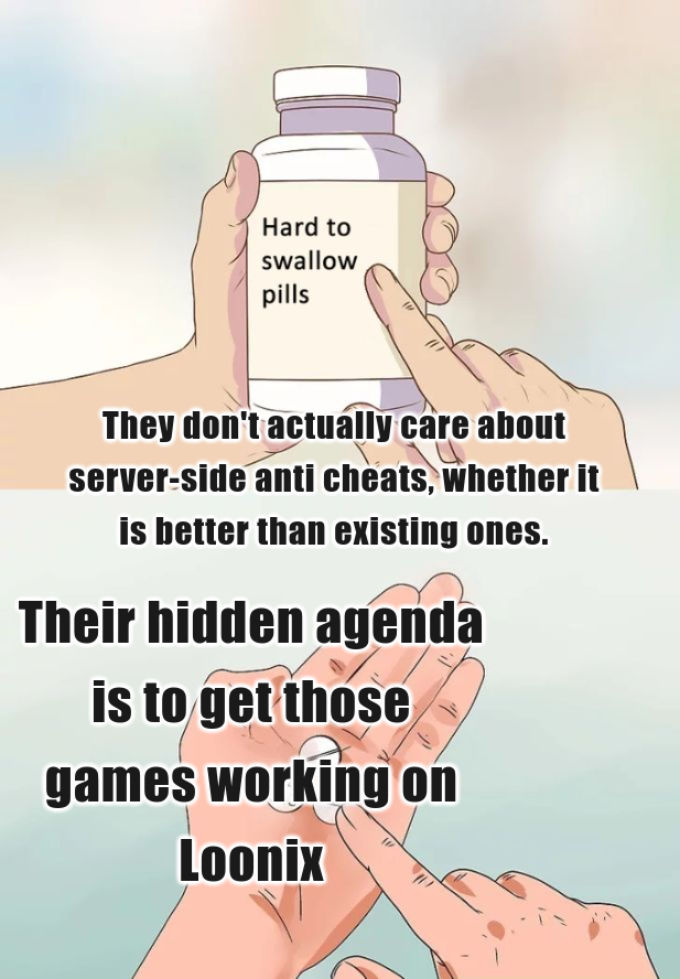 Hard to
swallow
pills
They don't actually care about
server-side anti cheats, whether it
is better than existing ones.
Their hidden agenda
is to get those
games working on
Loonix